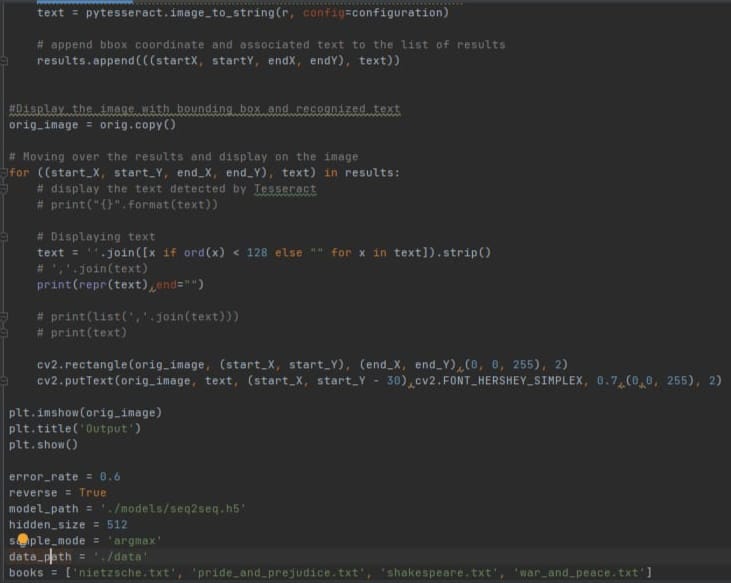 text = pytesseract.image_to_string(r, config=configuration)
# append bbox coordinate and associated text to the list of results
results.append(((startX, startY, endX, endY), text))
#Display the image with bounding box and recognized text
orig_image = orig.copy()
# Moving over the results and display on the image
for ((start_X, start_Y, end_X, end_Y), text) in results:
# display the text detected by Tesseract
# print("{}".format(text))
# Displaying text
text = ''.join([x if ord(x) < 128 else "" for x in text]).strip()
# ','.join(text)
print(repr(text),end="")
# print(list(','.join(text)))
# print(text)
cv2.rectangle(orig_image, (start_X, start_Y), (end_X, end_Y),(0, 0, 255), 2)
cv2.putText(orig_image, text, (start_X, start_Y - 30),cv2.FONT_HERSHEY_SIMPLEX, 0.7,(0,0, 255), 2)
plt.imshow(orig_image)
plt.title('Output')
plt.show()
error_rate = 0.6
reverse = True
model_path = './models/seq2seq.h5'
hidden_size = 512
sample_mode = 'argmax'
data_path = './data'
books = ['nietzsche.txt', 'pride_and_prejudice.txt', 'shakespeare.txt', 'war_and_peace.txt']